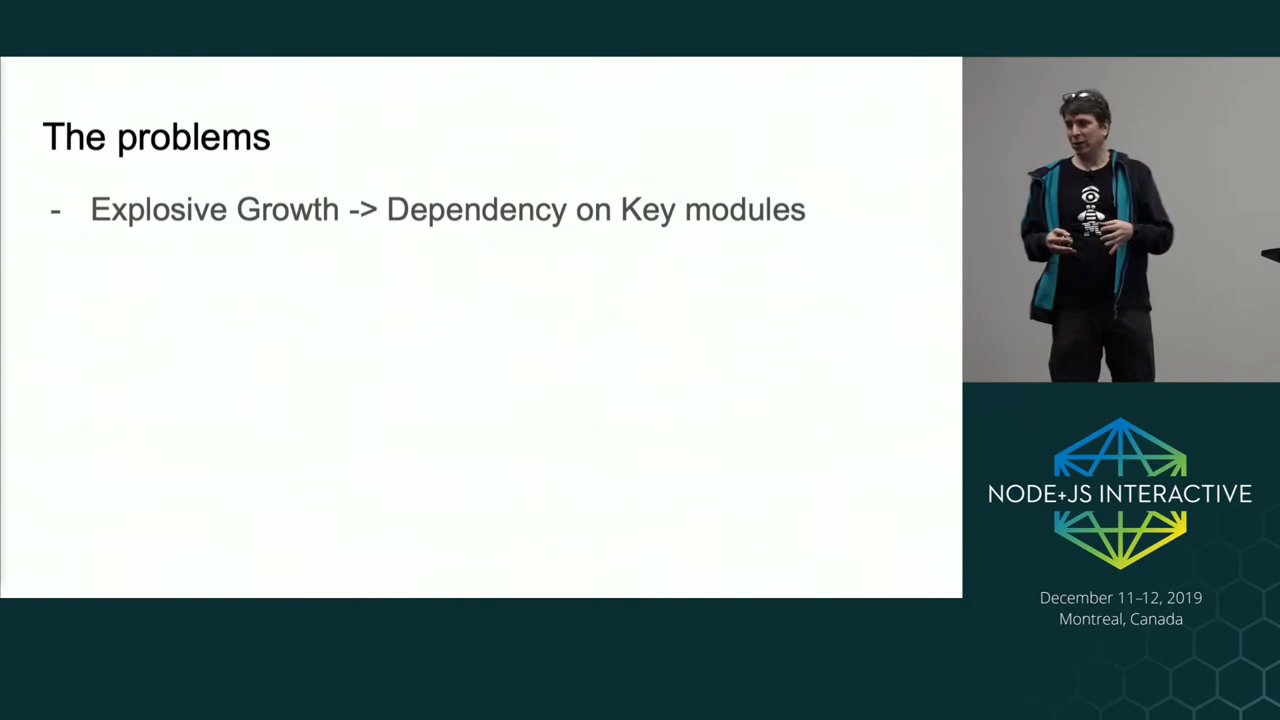 The problems
- Explosive Growth -> Dependency on Key modules
NODE+JS INTERACTIVE
December 11–12, 2019
Montreal, Canada